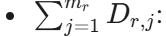 • $\sum_{j=1}^{m_r} D_{r,j}$: